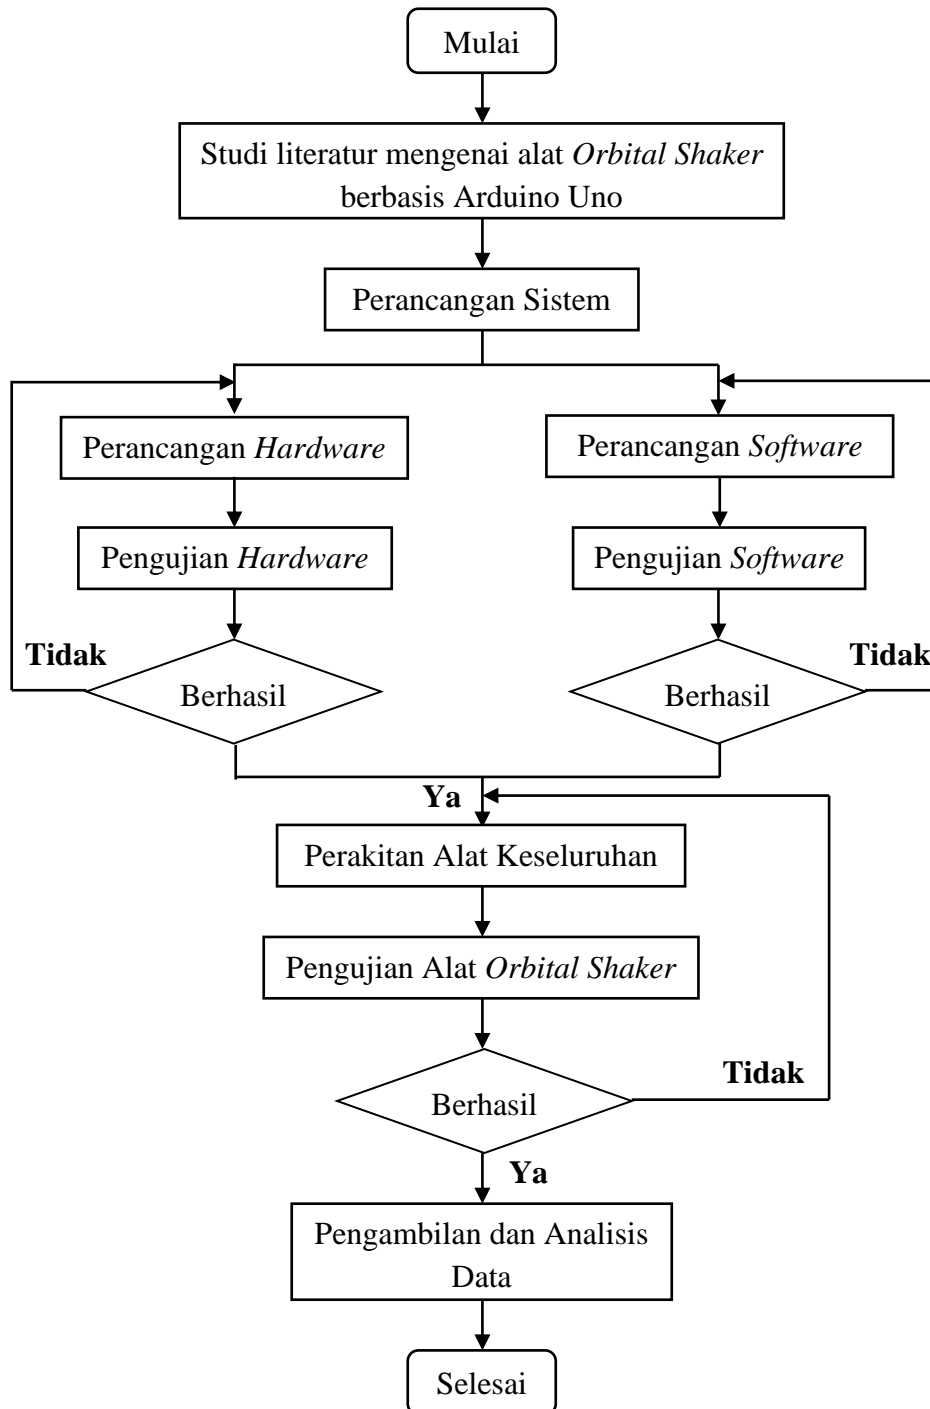 Mulai
Studi literatur mengenai alat Orbital Shaker
berbasis Arduino Uno
Perancangan Sistem
Perancangan Hardware
Perancangan Software
Pengujian Hardware
Pengujian Software
Tidak
Tidak
Berhasil
Berhasil
Ya
Perakitan Alat Keseluruhan
Pengujian Alat Orbital Shaker
Tidak
Berhasil
Ya
Pengambilan dan Analisis
Data
Selesai